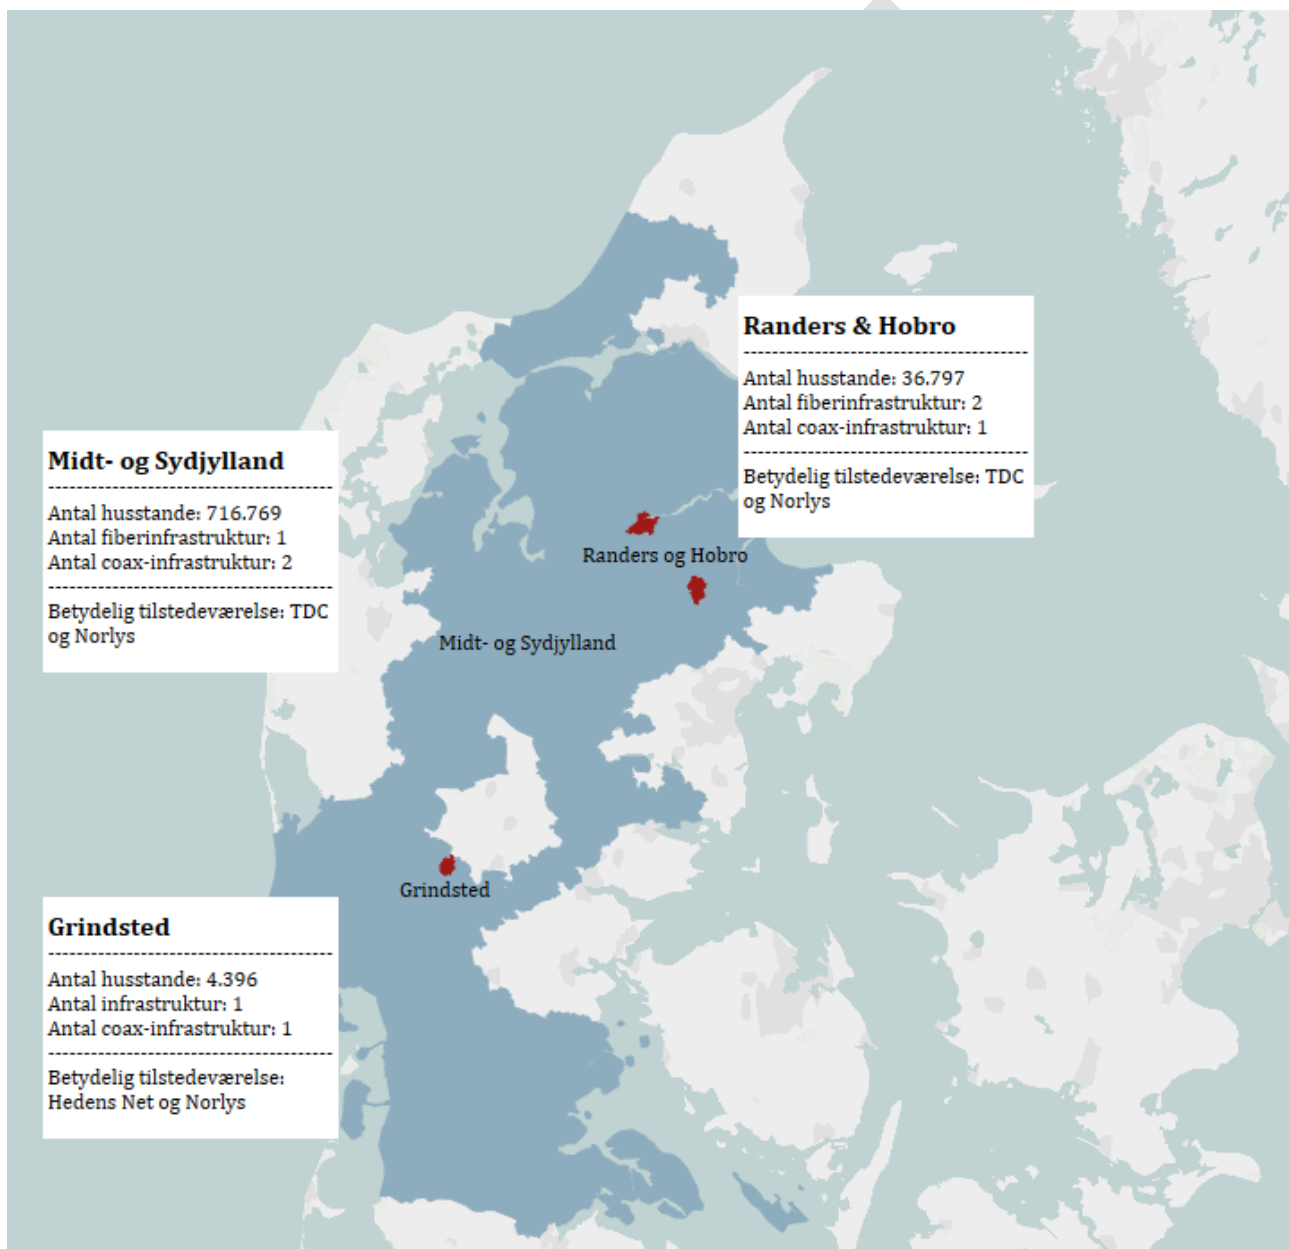 Randers & Hobro
----------------------------------------
Antal husstande: 36.797
Antal fiberinfrastruktur: 2
Antal coax-infrastruktur: 1
----------------------------------------
Betydelig tilstedeværelse: TDC
og Norlys
Midt- og Sydjylland
----------------------------------------
Antal husstande: 716.769
Antal fiberinfrastruktur: 1
Antal coax-infrastruktur: 2
----------------------------------------
Betydelig tilstedeværelse: TDC
og Norlys
Randers og Hobro
Midt- og Sydjylland
Grindsted
Grindsted
----------------------------------------
Antal husstande: 4.396
Antal infrastruktur: 1
Antal coax-infrastruktur: 1
----------------------------------------
Betydelig tilstedeværelse:
Hedens Net og Norlys